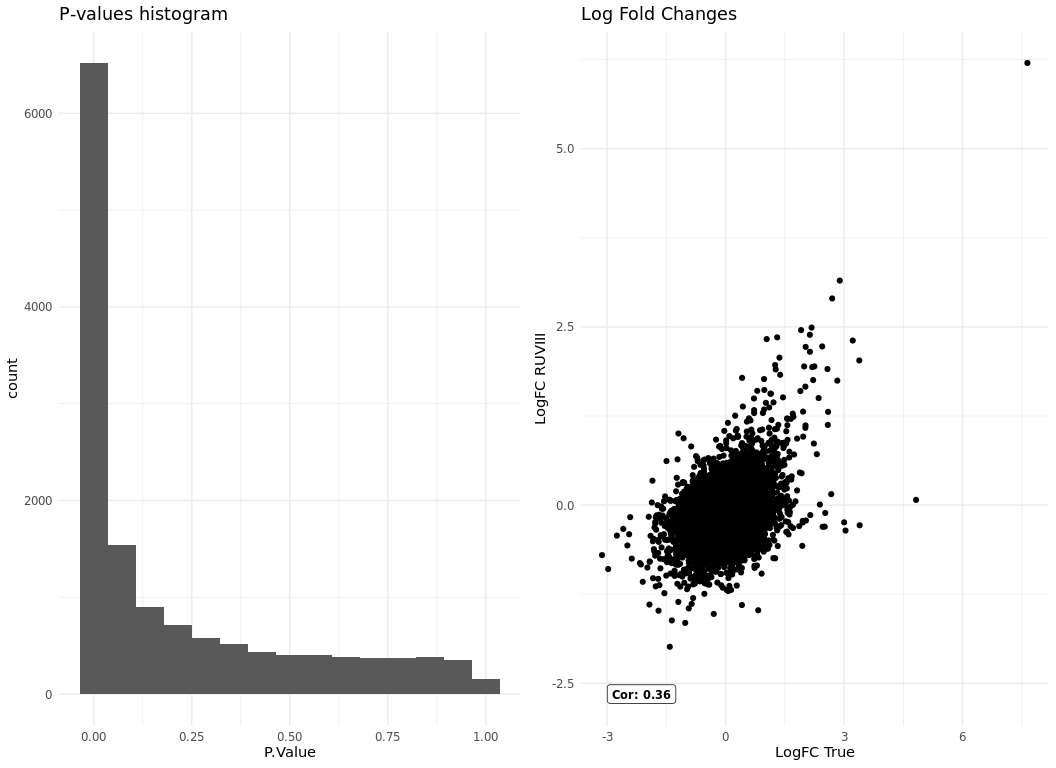 P-values histogram
6000
4000
2000
0
count
0.00 0.25 0.50 0.75 1.00
P.Value
Log Fold Changes
5.0
2.5
0.0
-2.5
LogFC RUVIII
Cor: 0.36
-3 0 3 6
LogFC True